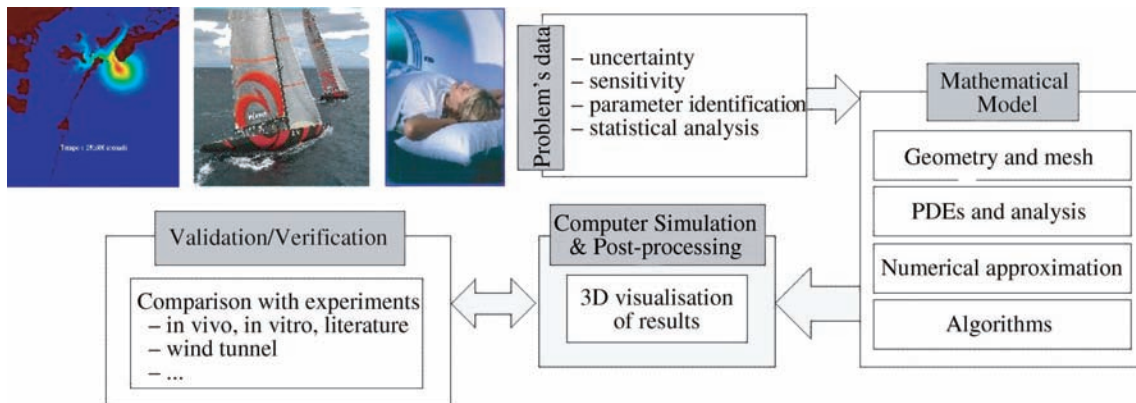 Problem's data
– uncertainty
– sensitivity
– parameter identification
– statistical analysis
Mathematical
Model
Geometry and mesh
PDEs and analysis
Numerical approximation
Algorithms
Computer Simulation
& Post-processing
3D visualisation
of results
Validation/Verification
Comparison with experiments
– in vivo, in vitro, literature
– wind tunnel
– ...